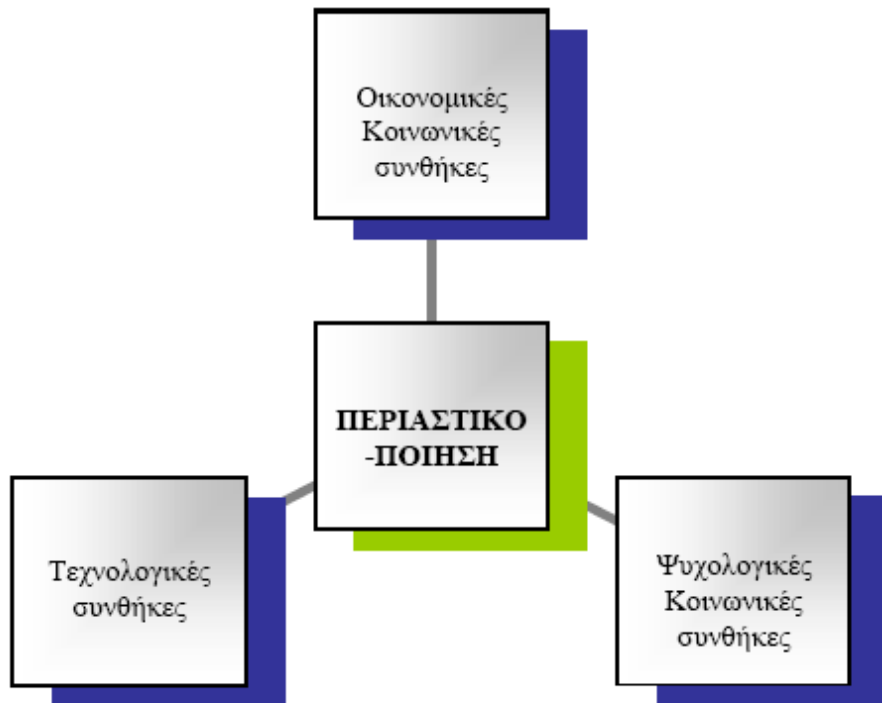 Οικονομικές
Κοινωνικές
συνθήκες
ΠΕΡΙΑΣΤΙΚΟ
-ΠΟΙΗΣΗ
Τεχνολογικές
συνθήκες
Ψυχολογικές
Κοινωνικές
συνθήκες